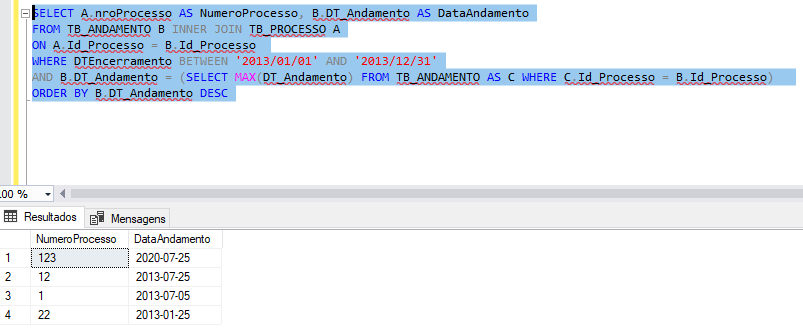 SELECT A.nroProcesso AS NumeroProcesso, B.DT_Andamento AS DataAndamento
FROM TB_ANDAMENTO B INNER JOIN TB_PROCESSO A
ON A.Id_Processo = B.Id_Processo
WHERE DTEncerramento BETWEEN '2013/01/01' AND '2013/12/31'
AND B.DT_Andamento = (SELECT MAX(DT_Andamento) FROM TB_ANDAMENTO AS C WHERE C.Id_Processo = B.Id_Processo)
ORDER BY B.DT_Andamento DESC
.00 %
Resultados Mensagens
NumeroProcesso DataAndamento
1 123 2020-07-25
2 12 2013-07-25
3 1 2013-07-05
4 22 2013-01-25